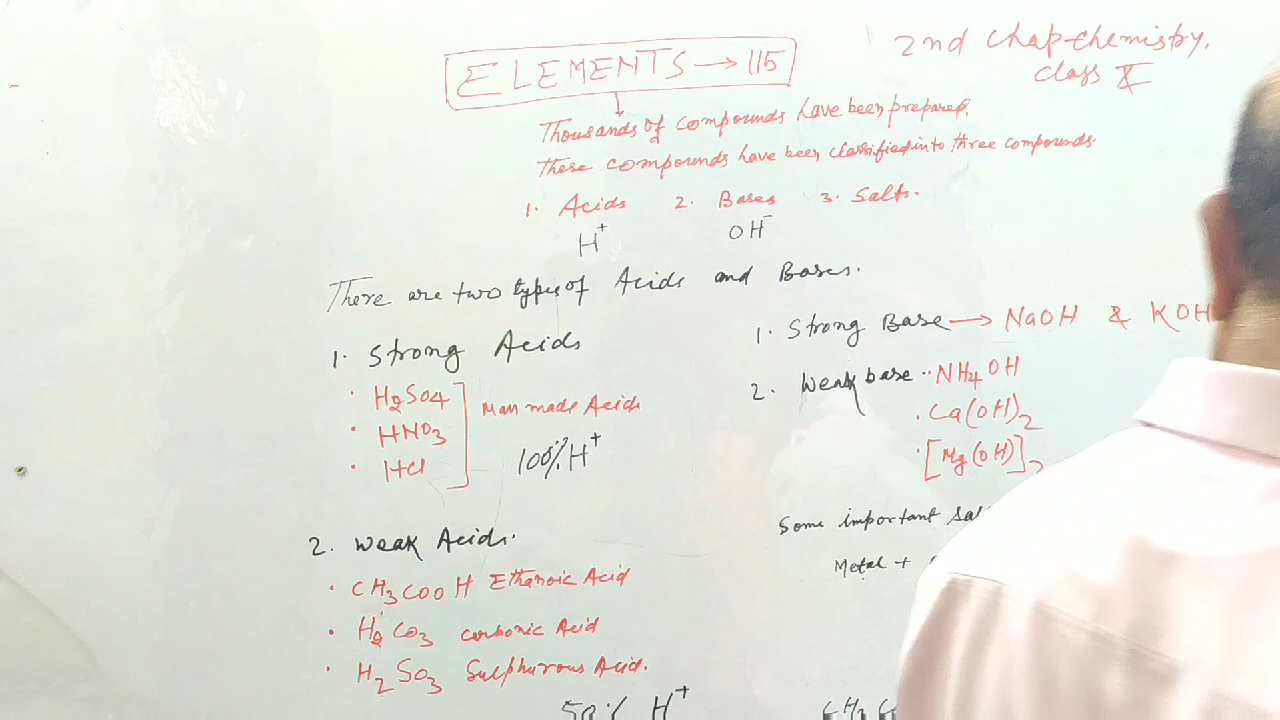 2nd Chap-chemistry.
class X
ELEMENTS → 115
Thousands of compounds have been prepared.
These compounds have been classified into three compounds.
1. Acids 2. Bases 3. Salts.
H+ OH-
There are two types of Acids and Bases.
1. Strong Acids
· H2SO4
· HNO3
· HCl
Man made Acids
100% H+
2. Weak Acids.
· CH3COOH Ethanoic Acid
· H2CO3 carbonic Acid
· H2SO3 Sulphurous Acid.
50% H+
1. Strong Base → NaOH & KOH
2. Weak base · NH4OH
· Ca(OH)2
· [Mg(OH)]2
Some important
Metal +
CH3